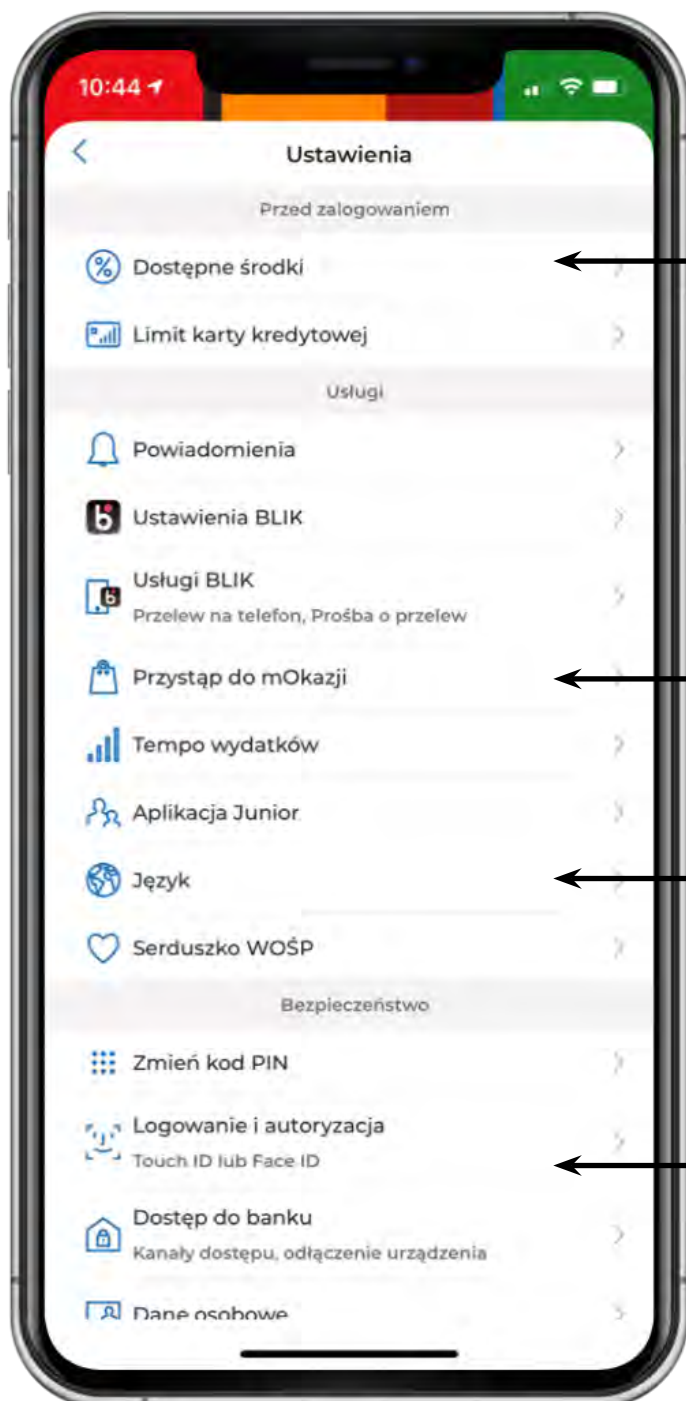 10:44
Ustawienia
Przed zalogowaniem
Dostępne środki
Limit karty kredytowej
Usługi
Powiadomienia
Ustawienia BLIK
Usługi BLIK
Przelew na telefon, Prośba o przelew
Przystąp do mOkazji
Tempo wydatków
Aplikacja Junior
Język
Serduszko WOŚP
Bezpieczeństwo
Zmień kod PIN
Logowanie i autoryzacja
Touch ID lub Face ID
Dostęp do banku
Kanały dostępu, odłączenie urządzenia
Dane osobowe